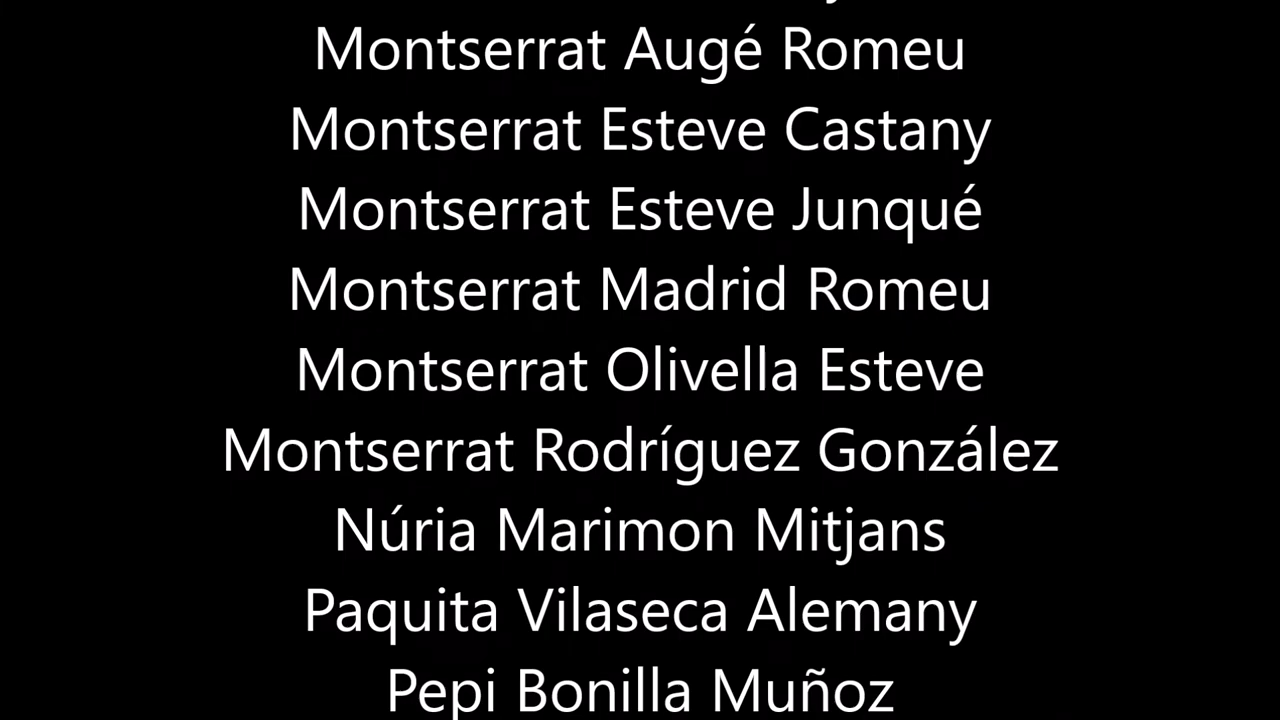 Montserrat Augé Romeu
Montserrat Esteve Castany
Montserrat Esteve Junqué
Montserrat Madrid Romeu
Montserrat Olivella Esteve
Montserrat Rodríguez González
Núria Marimon Mitjans
Paquita Vilaseca Alemany
Pepi Bonilla Muñoz